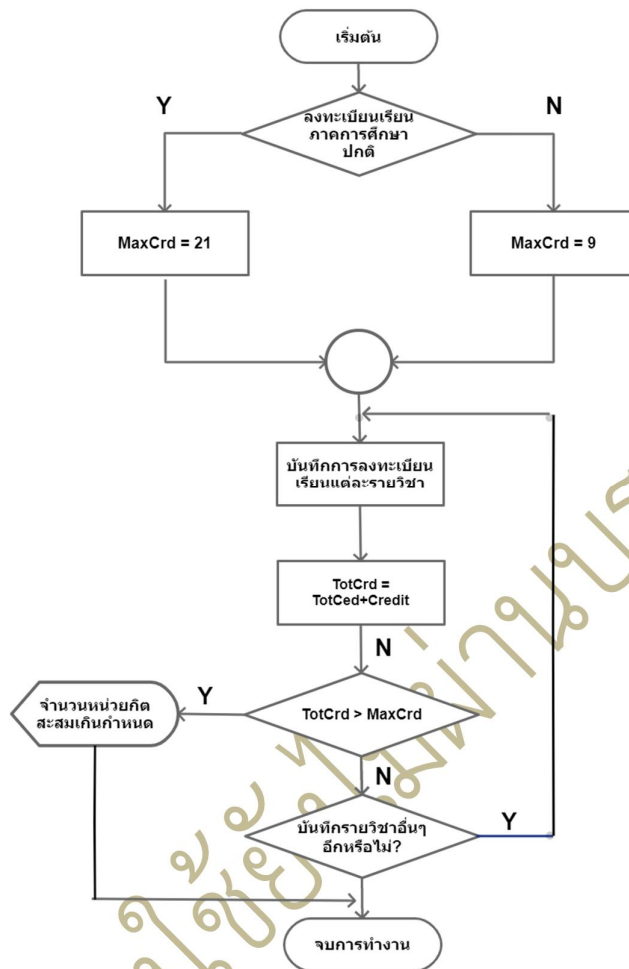 เริ่มต้น
Y
N
ลงทะเบียนเรียน
ภาคการศึกษา
ปกติ
MaxCrd = 21
MaxCrd = 9
บันทึกการลงทะเบียน
เรียนแต่ละรายวิชา
TotCrd =
TotCed+Credit
N
Y
จำนวนหน่วยกิต
สะสมเกินกำหนด
TotCrd > MaxCrd
N
บันทึกรายวิชาอื่นๆ
อีกหรือไม่?
Y
จบการทำงาน